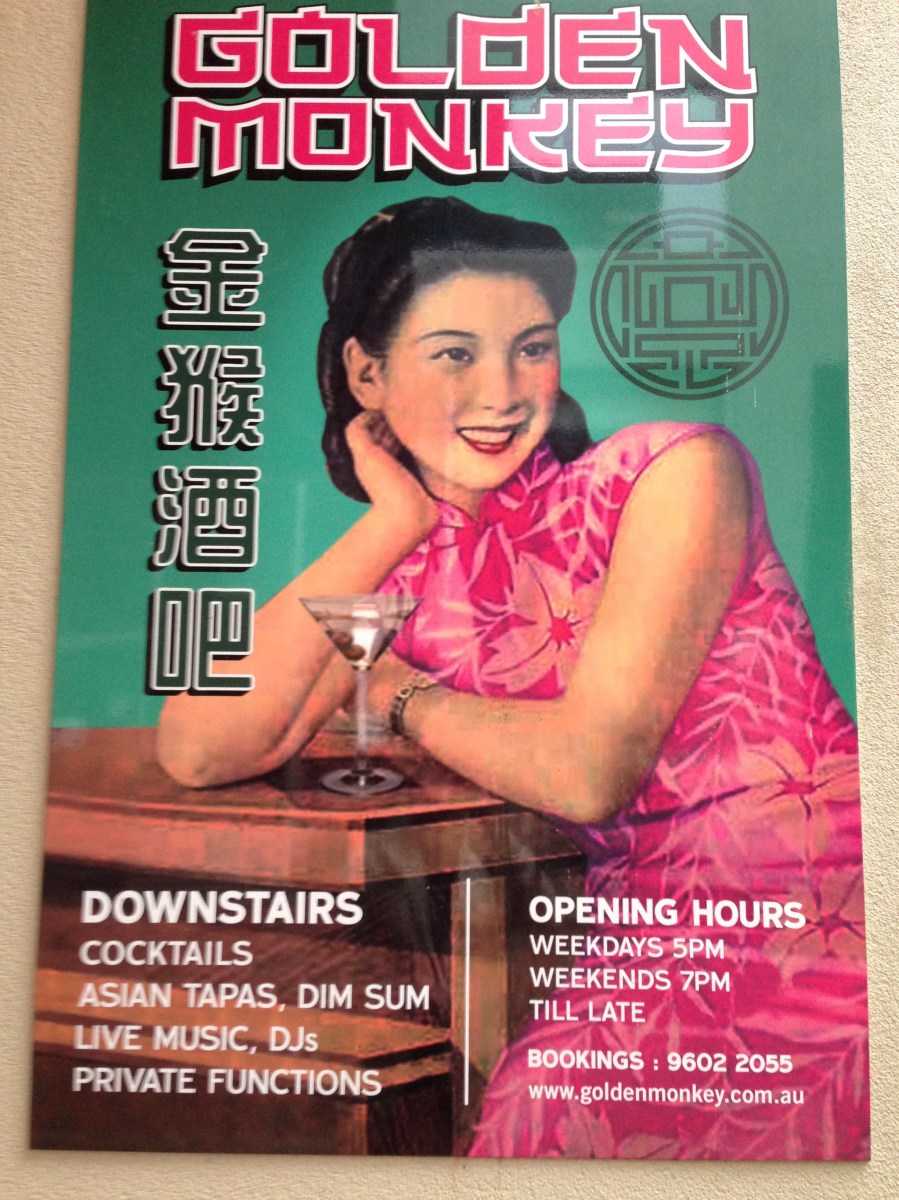 GOLDEN
MONKEY
金猴酒吧
DOWNSTAIRS
COCKTAILS
ASIAN TAPAS, DIM SUM
LIVE MUSIC, DJs
PRIVATE FUNCTIONS
OPENING HOURS
WEEKDAYS 5PM
WEEKENDS 7PM
TILL LATE
BOOKINGS : 9602 2055
www.goldenmonkey.com.au